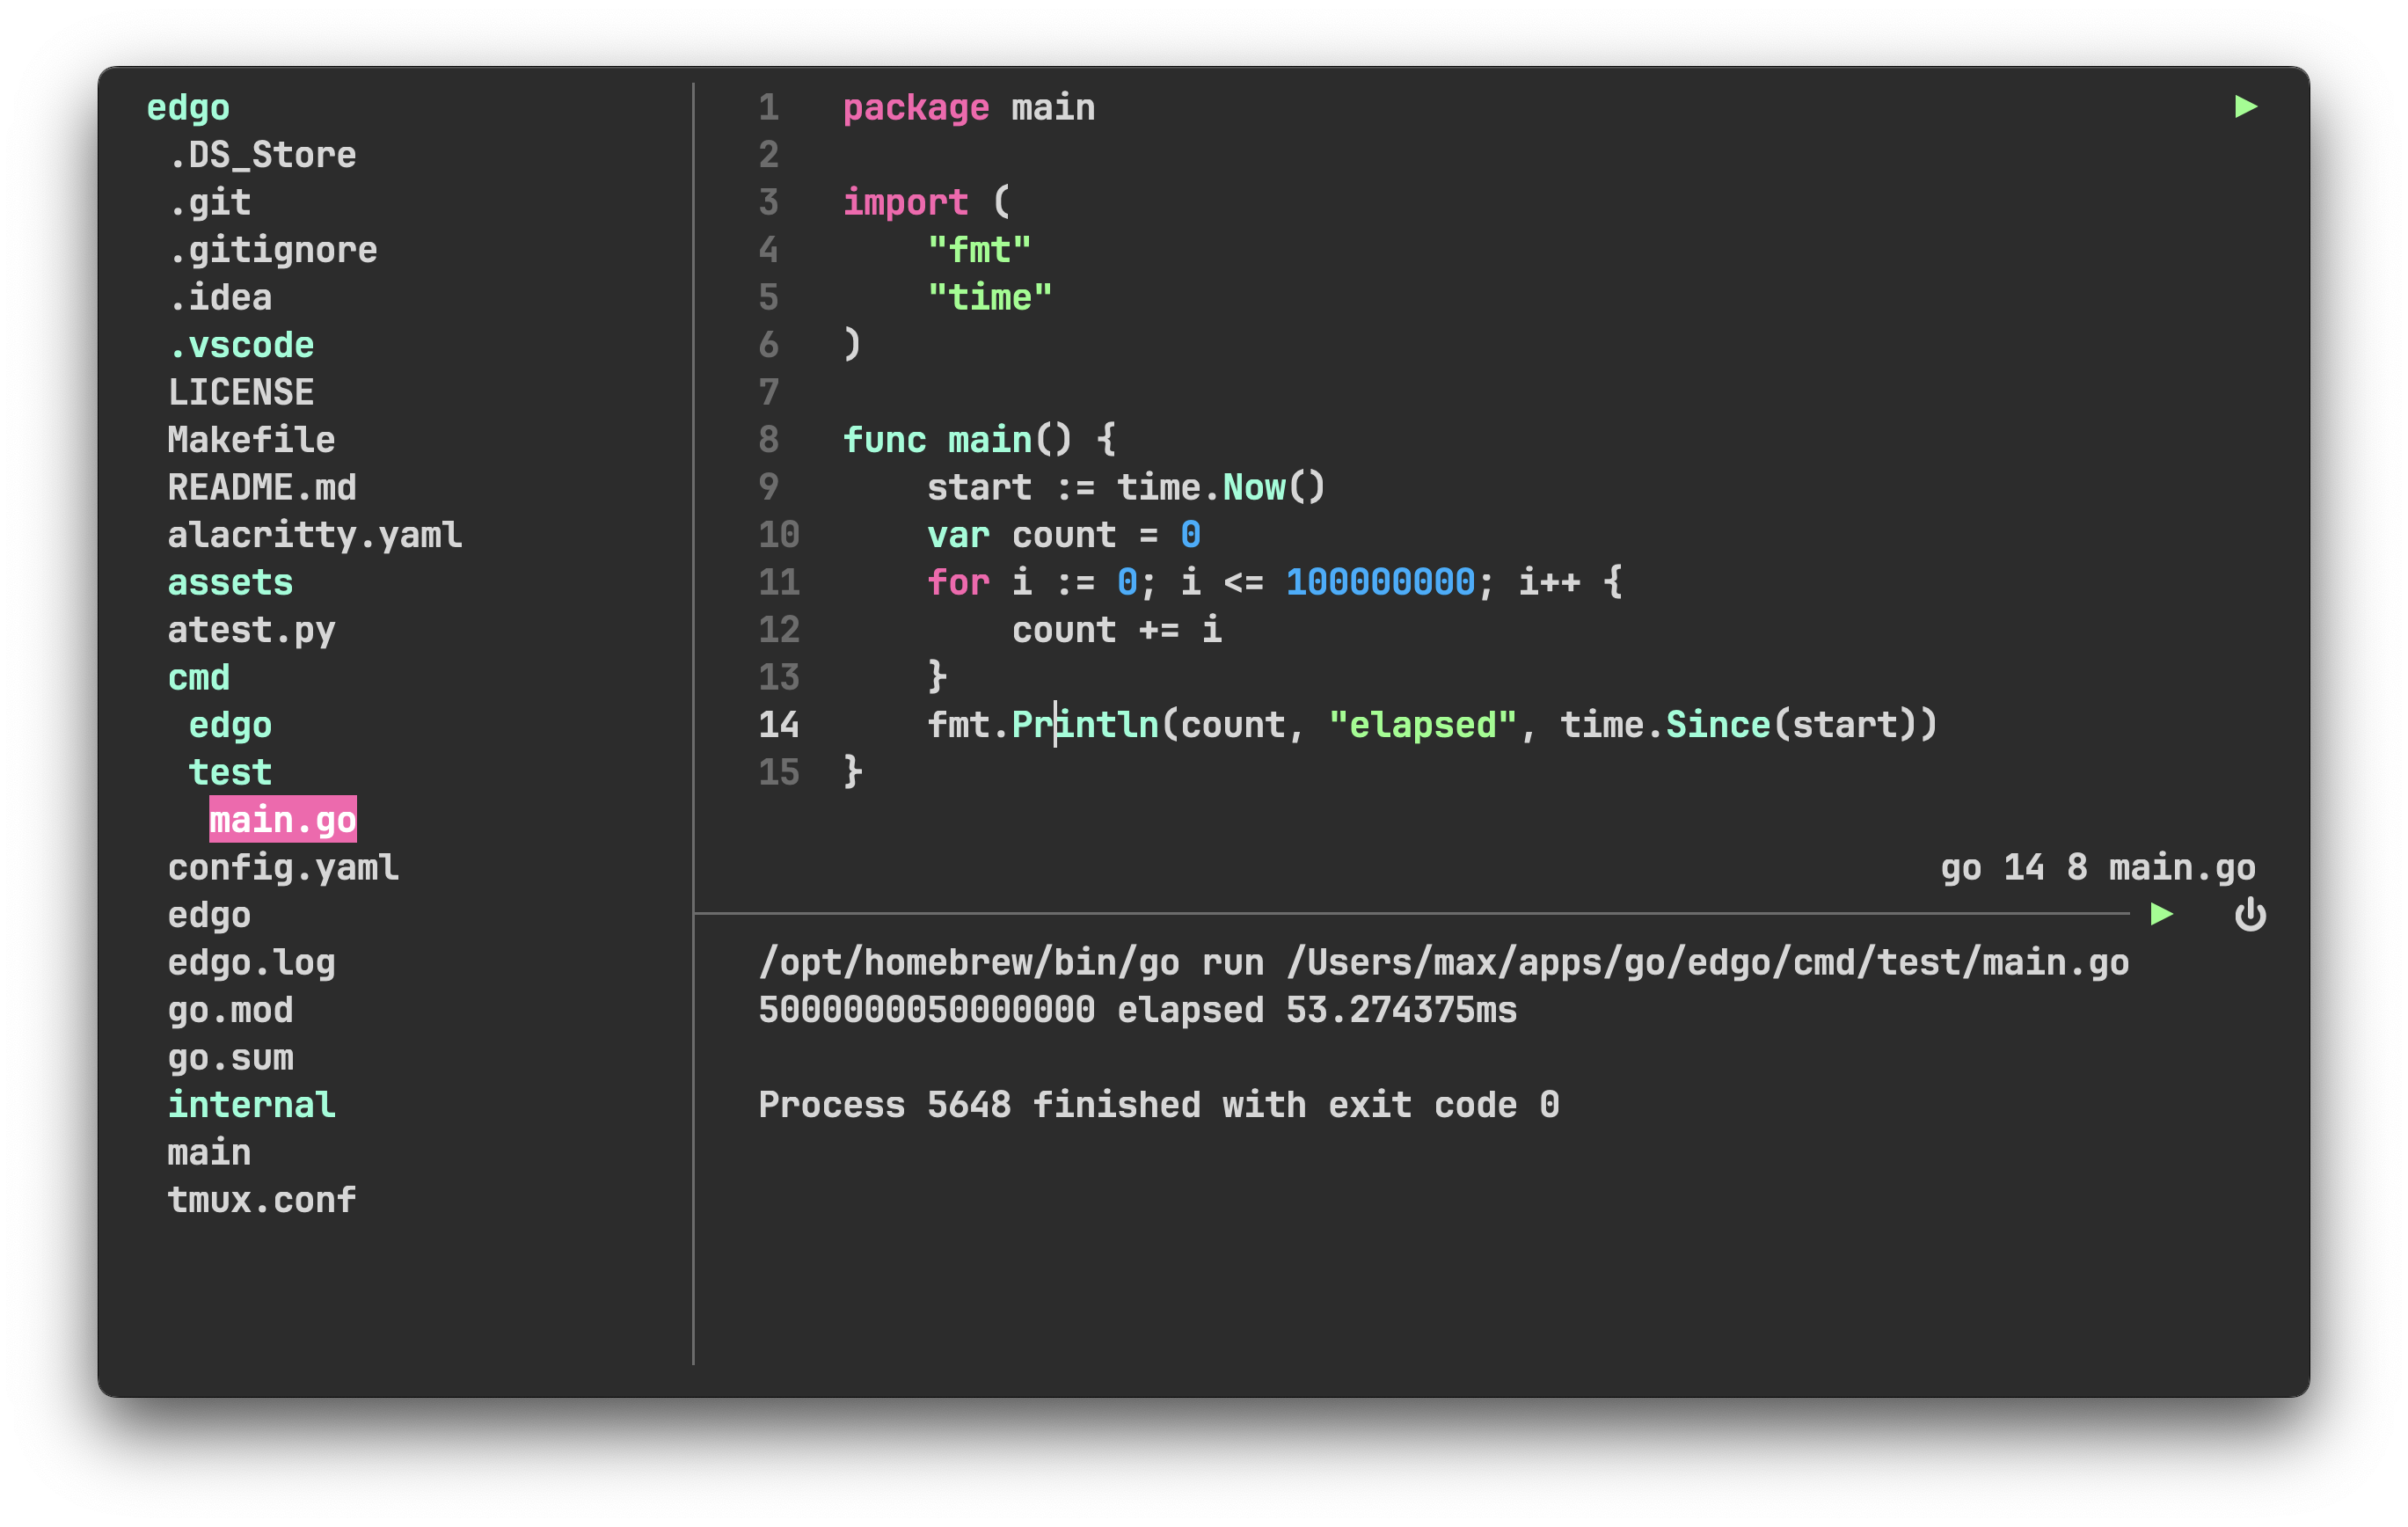 edgo
.DS_Store
.git
.gitignore
.idea
.vscode
LICENSE
Makefile
README.md
alacritty.yaml
assets
atest.py
cmd
edgo
test
main.go
config.yaml
edgo
edgo.log
go.mod
go.sum
internal
main
tmux.conf
1 package main
2
3 import (
4 "fmt"
5 "time"
6 )
7
8 func main() {
9 start := time.Now()
10 var count = 0
11 for i := 0; i <= 100000000; i++ {
12 count += i
13 }
14 fmt.Println(count, "elapsed", time.Since(start))
15 }
go 14 8 main.go
/opt/homebrew/bin/go run /Users/max/apps/go/edgo/cmd/test/main.go
5000000050000000 elapsed 53.274375ms
Process 5648 finished with exit code 0